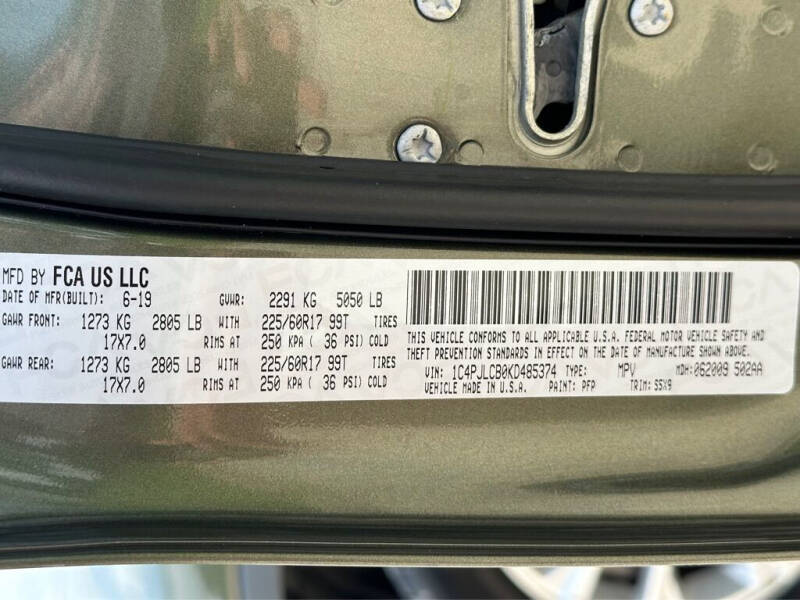 MFD BY FCA US LLC
DATE OF MFR(BUILT): 6-19 GVWR: 2291 KG 5050 LB
GAWR FRONT: 1273 KG 2805 LB WITH 225/60R17 99T TIRES
17X7.0 RIMS AT 250 KPA ( 36 PSI) COLD
GAWR REAR: 1273 KG 2805 LB WITH 225/60R17 99T TIRES
17X7.0 RIMS AT 250 KPA ( 36 PSI) COLD
THIS VEHICLE CONFORMS TO ALL APPLICABLE U.S.A. FEDERAL MOTOR VEHICLE SAFETY AND
THEFT PREVENTION STANDARDS IN EFFECT ON THE DATE OF MANUFACTURE SHOWN ABOVE.
VIN: 1C4PJLCB0KD485374 TYPE: MPV MDH: 062009 502AA
VEHICLE MADE IN U.S.A. PAINT: PFP TRIM: S5X9